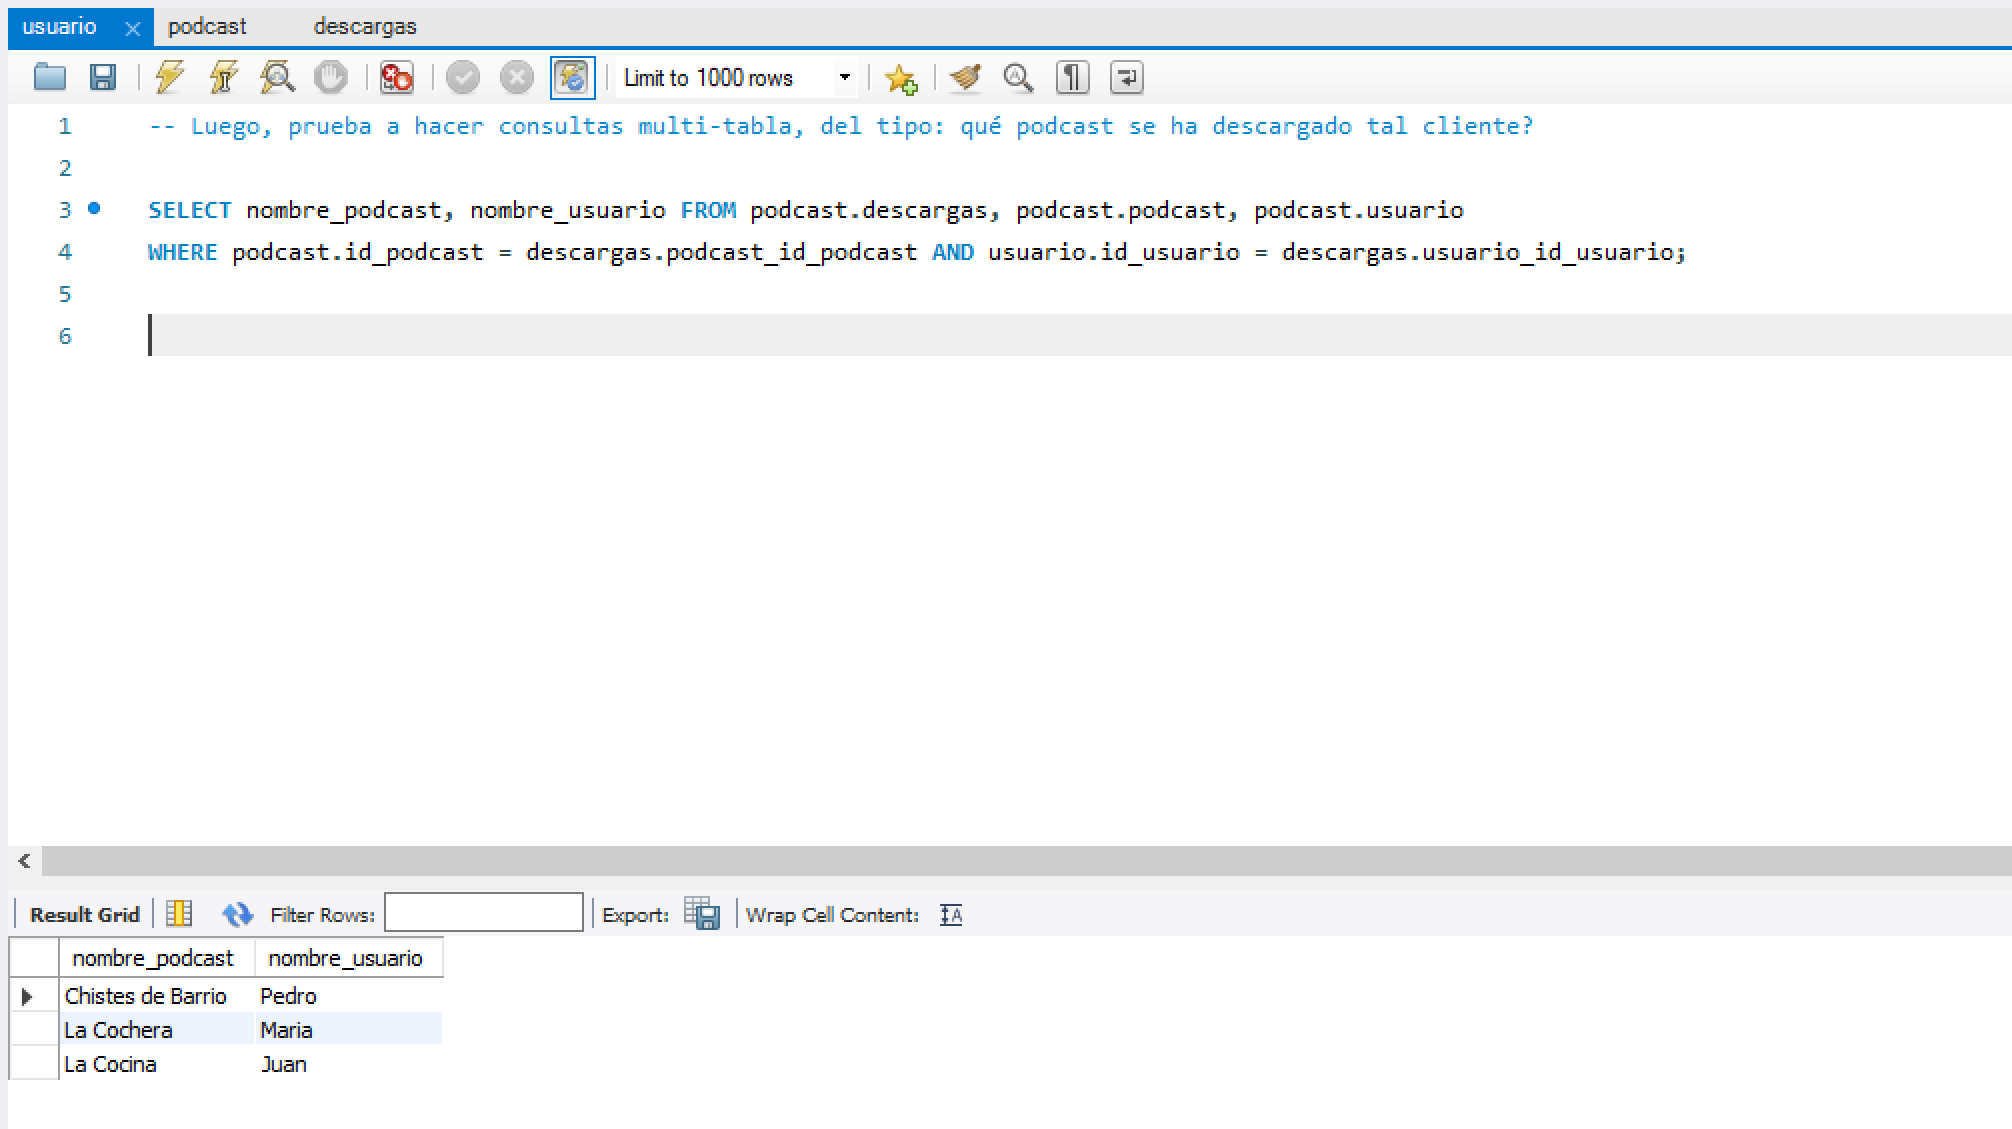 usuario podcast descargas
Limit to 1000 rows
1 -- Luego, prueba a hacer consultas multi-tabla, del tipo: qué podcast se ha descargado tal cliente?
2
3 SELECT nombre_podcast, nombre_usuario FROM podcast.descargas, podcast.podcast, podcast.usuario
4 WHERE podcast.id_podcast = descargas.podcast_id_podcast AND usuario.id_usuario = descargas.usuario_id_usuario;
5
6
Result Grid Filter Rows: Export: Wrap Cell Content:
nombre_podcast nombre_usuario
Chistes de Barrio Pedro
La Cochera Maria
La Cocina Juan